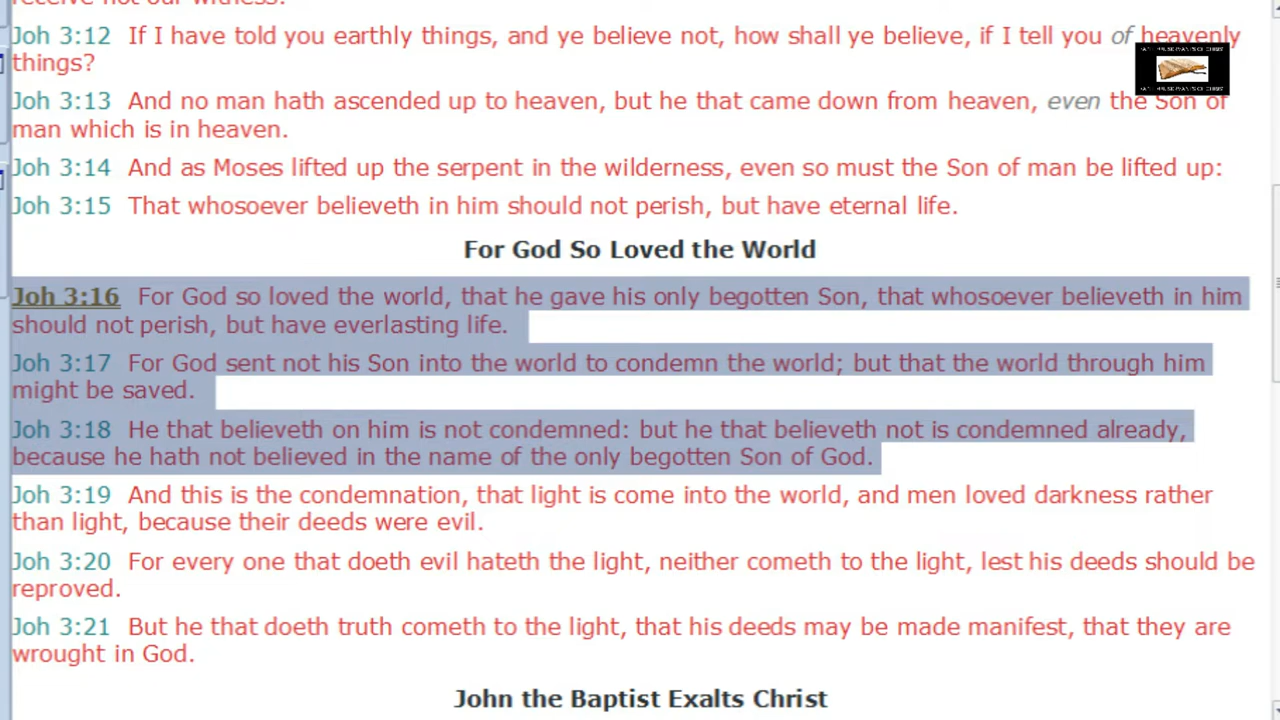 receive not our witness.
Joh 3:12 If I have told you earthly things, and ye believe not, how shall ye believe, if I tell you of heavenly
things?
Joh 3:13 And no man hath ascended up to heaven, but he that came down from heaven, even the Son of
man which is in heaven.
Joh 3:14 And as Moses lifted up the serpent in the wilderness, even so must the Son of man be lifted up:
Joh 3:15 That whosoever believeth in him should not perish, but have eternal life.
For God So Loved the World
Joh 3:16 For God so loved the world, that he gave his only begotten Son, that whosoever believeth in him
should not perish, but have everlasting life.
Joh 3:17 For God sent not his Son into the world to condemn the world; but that the world through him
might be saved.
Joh 3:18 He that believeth on him is not condemned: but he that believeth not is condemned already,
because he hath not believed in the name of the only begotten Son of God.
Joh 3:19 And this is the condemnation, that light is come into the world, and men loved darkness rather
than light, because their deeds were evil.
Joh 3:20 For every one that doeth evil hateth the light, neither cometh to the light, lest his deeds should be
reproved.
Joh 3:21 But he that doeth truth cometh to the light, that his deeds may be made manifest, that they are
wrought in God.
John the Baptist Exalts Christ